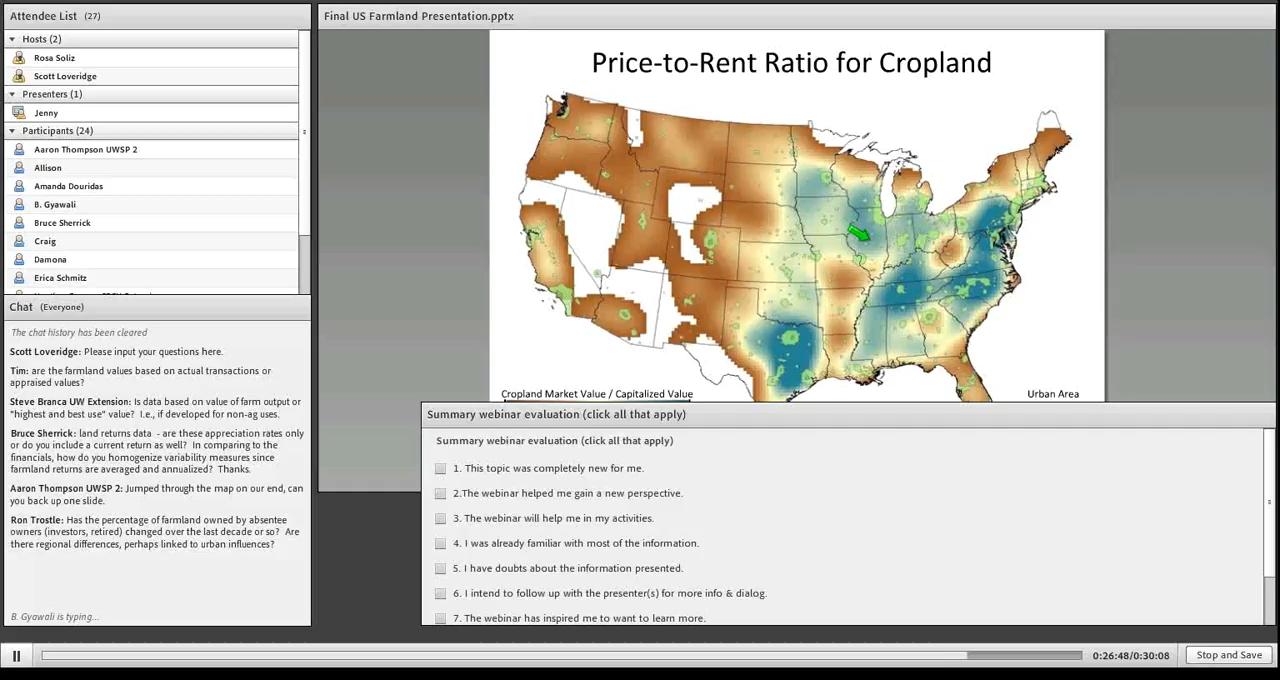 Attendee List (27)
Hosts (2)
Rosa Soliz
Scott Loveridge
Presenters (1)
Jenny
Participants (24)
Aaron Thompson UWSP 2
Allison
Amanda Douridas
B. Gyawali
Bruce Sherrick
Craig
Damona
Erica Schmitz
Chat (Everyone)
The chat history has been cleared
Scott Loveridge: Please input your questions here.
Tim: are the farmland values based on actual transactions or
appraised values?
Steve Branca UW Extension: Is data based on value of farm output or
"highest and best use" value? I.e., if developed for non-ag uses.
Bruce Sherrick: land returns data - are these appreciation rates only
or do you include a current return as well? In comparing to the
financials, how do you homogenize variability measures since
farmland returns are averaged and annualized? Thanks.
Aaron Thompson UWSP 2: Jumped through the map on our end, can
you back up one slide.
Ron Trostle: Has the percentage of farmland owned by absentee
owners (investors, retired) changed over the last decade or so? Are
there regional differences, perhaps linked to urban influences?
B. Gyawali is typing...
Final US Farmland Presentation.pptx
Price-to-Rent Ratio for Cropland
Cropland Market Value / Capitalized Value
Urban Area
Summary webinar evaluation (click all that apply)
Summary webinar evaluation (click all that apply)
1. This topic was completely new for me.
2.The webinar helped me gain a new perspective.
3. The webinar will help me in my activities.
4. I was already familiar with most of the information.
5. I have doubts about the information presented.
6. I intend to follow up with the presenter(s) for more info & dialog.
7. The webinar has inspired me to want to learn more.
0:26:48/0:30:08
Stop and Save